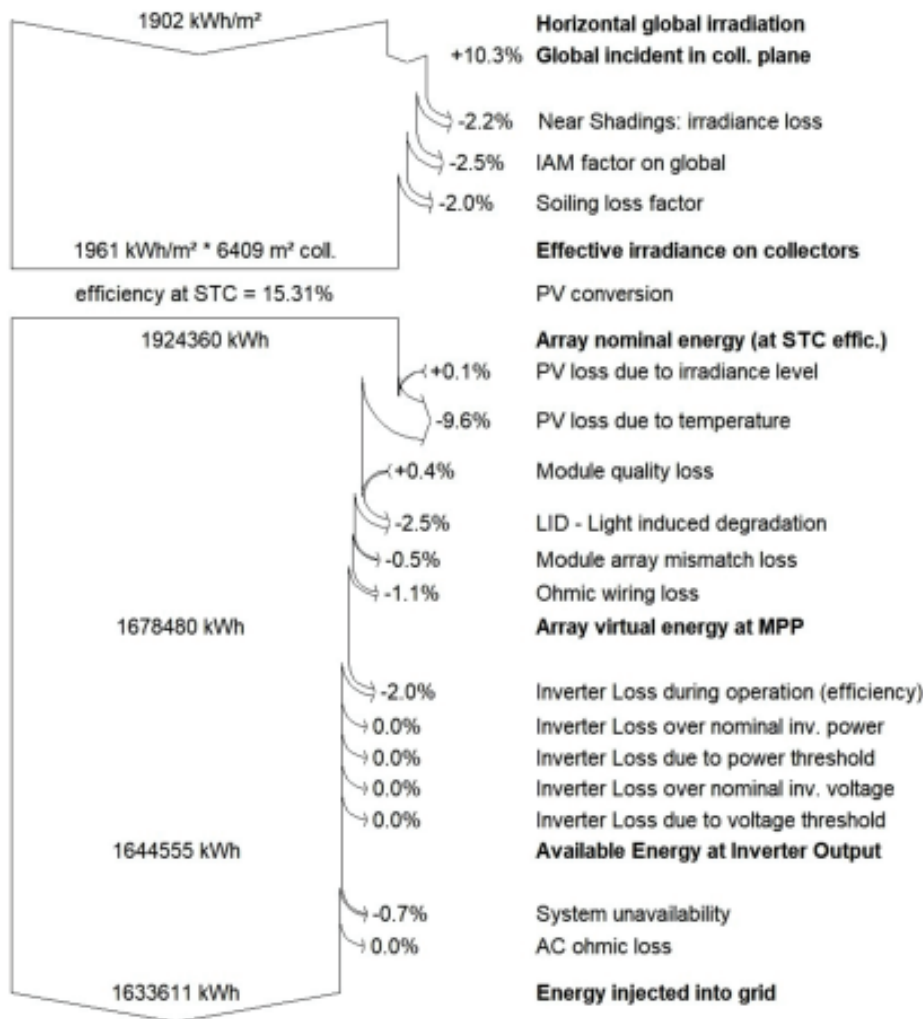 1902 kWh/m² Horizontal global irradiation
+10.3% Global incident in coll. plane
-2.2% Near Shadings: irradiance loss
-2.5% IAM factor on global
-2.0% Soiling loss factor
1961 kWh/m² * 6409 m² coll. Effective irradiance on collectors
efficiency at STC = 15.31% PV conversion
1924360 kWh Array nominal energy (at STC effic.)
+0.1% PV loss due to irradiance level
-9.6% PV loss due to temperature
+0.4% Module quality loss
-2.5% LID - Light induced degradation
-0.5% Module array mismatch loss
-1.1% Ohmic wiring loss
1678480 kWh Array virtual energy at MPP
-2.0% Inverter Loss during operation (efficiency)
0.0% Inverter Loss over nominal inv. power
0.0% Inverter Loss due to power threshold
0.0% Inverter Loss over nominal inv. voltage
0.0% Inverter Loss due to voltage threshold
1644555 kWh Available Energy at Inverter Output
-0.7% System unavailability
0.0% AC ohmic loss
1633611 kWh Energy injected into grid